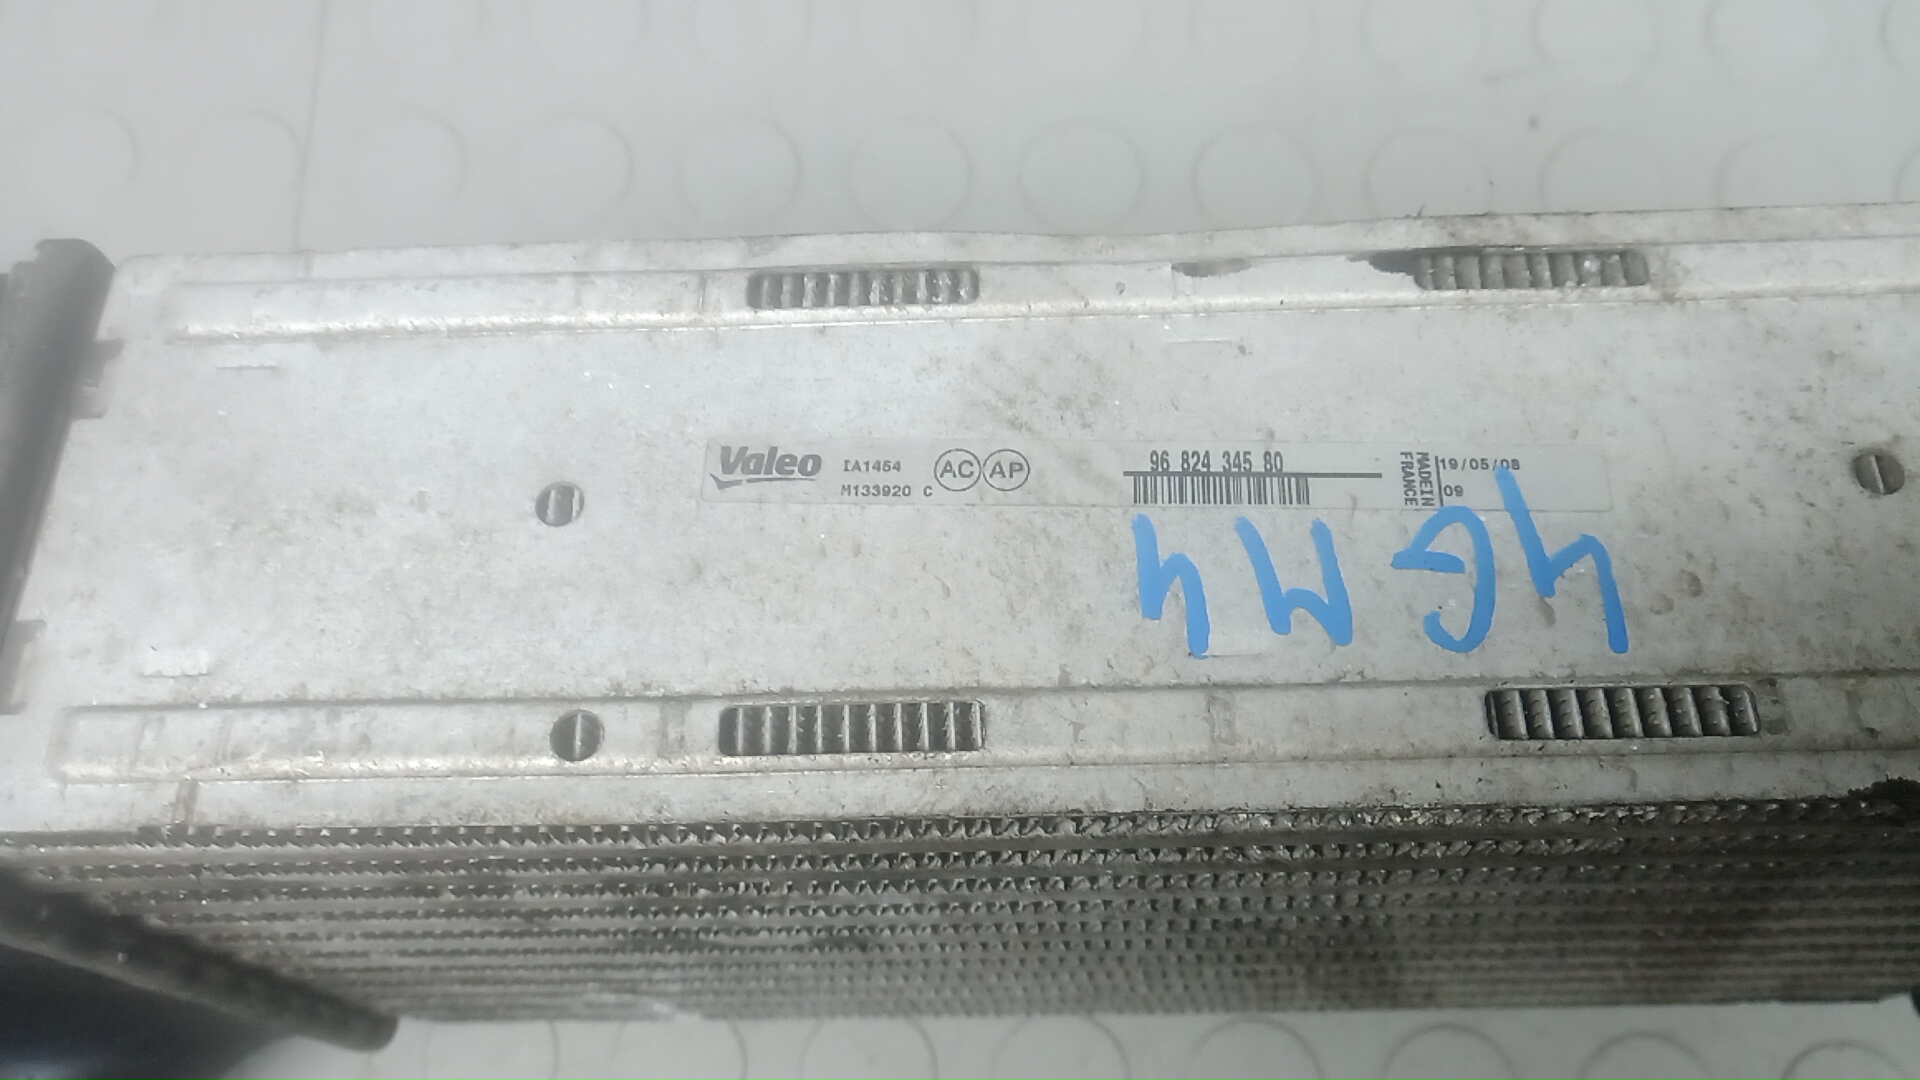 Valeo IA1454 AC AP 96 824 345 80 MADE IN FRANCE 19/05/08
M133920 C 09
4GM4